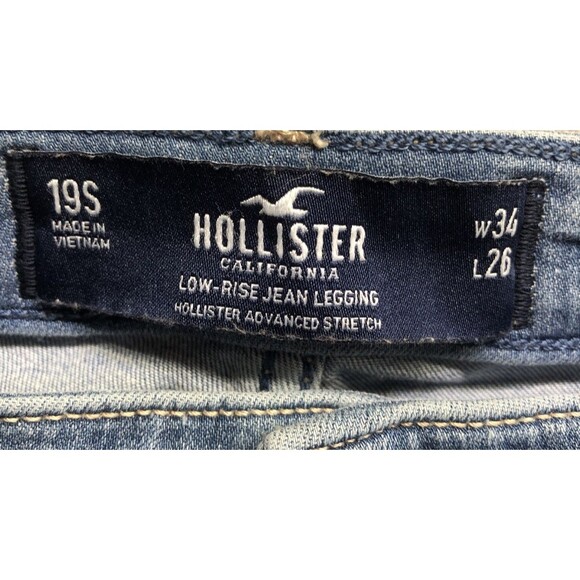 19S
MADE IN
VIETNAM
HOLLISTER
CALIFORNIA
LOW-RISE JEAN LEGGING
HOLLISTER ADVANCED STRETCH
W34
L26